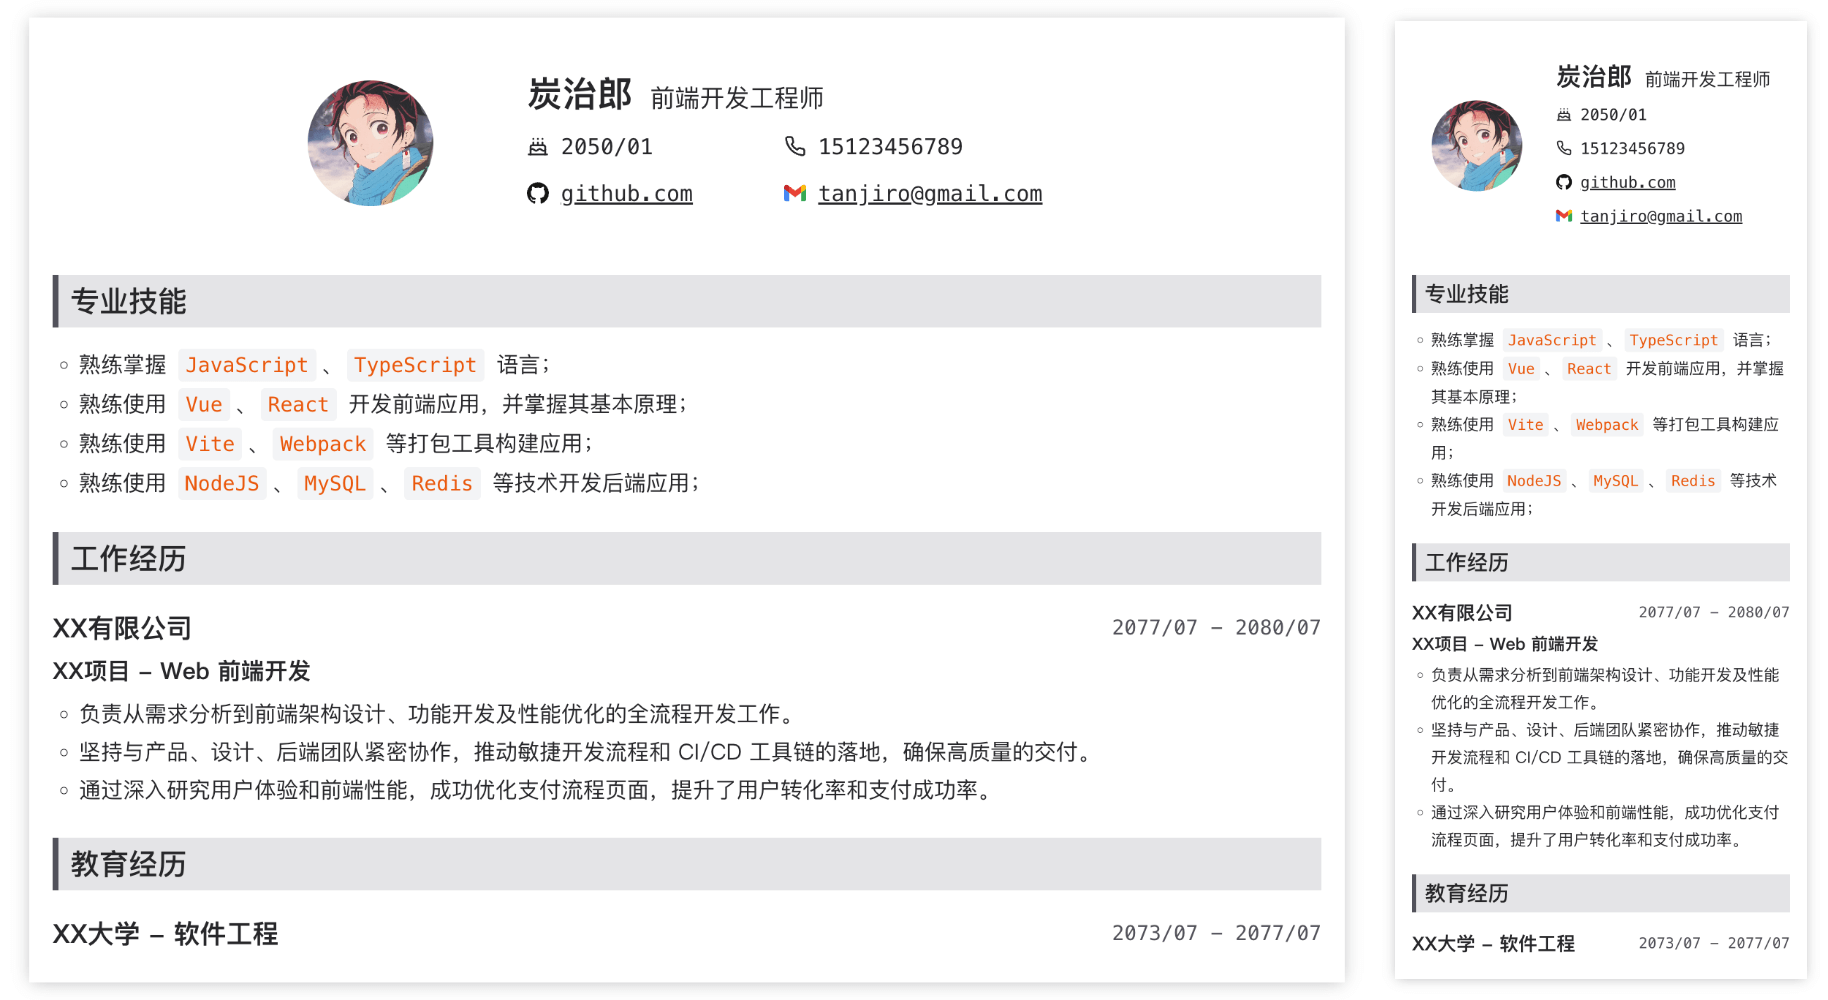 炭治郎 前端开发工程师
2050/01 15123456789
github.com tanjiro@gmail.com
专业技能
熟练掌握 JavaScript 、 TypeScript 语言；
熟练使用 Vue 、 React 开发前端应用，并掌握其基本原理；
熟练使用 Vite 、 Webpack 等打包工具构建应用；
熟练使用 NodeJS 、 MySQL 、 Redis 等技术开发后端应用；
工作经历
XX有限公司 2077/07 – 2080/07
XX项目 – Web 前端开发
负责从需求分析到前端架构设计、功能开发及性能优化的全流程开发工作。
坚持与产品、设计、后端团队紧密协作，推动敏捷开发流程和 CI/CD 工具链的落地，确保高质量的交付。
通过深入研究用户体验和前端性能，成功优化支付流程页面，提升了用户转化率和支付成功率。
教育经历
XX大学 – 软件工程 2073/07 – 2077/07
炭治郎 前端开发工程师
2050/01
15123456789
github.com
tanjiro@gmail.com
专业技能
熟练掌握 JavaScript 、 TypeScript 语言；
熟练使用 Vue 、 React 开发前端应用，并掌握
其基本原理；
熟练使用 Vite 、 Webpack 等打包工具构建应
用；
熟练使用 NodeJS 、 MySQL 、 Redis 等技术
开发后端应用；
工作经历
XX有限公司 2077/07 – 2080/07
XX项目 – Web 前端开发
负责从需求分析到前端架构设计、功能开发及性能
优化的全流程开发工作。
坚持与产品、设计、后端团队紧密协作，推动敏捷
开发流程和 CI/CD 工具链的落地，确保高质量的交
付。
通过深入研究用户体验和前端性能，成功优化支付
流程页面，提升了用户转化率和支付成功率。
教育经历
XX大学 – 软件工程 2073/07 – 2077/07